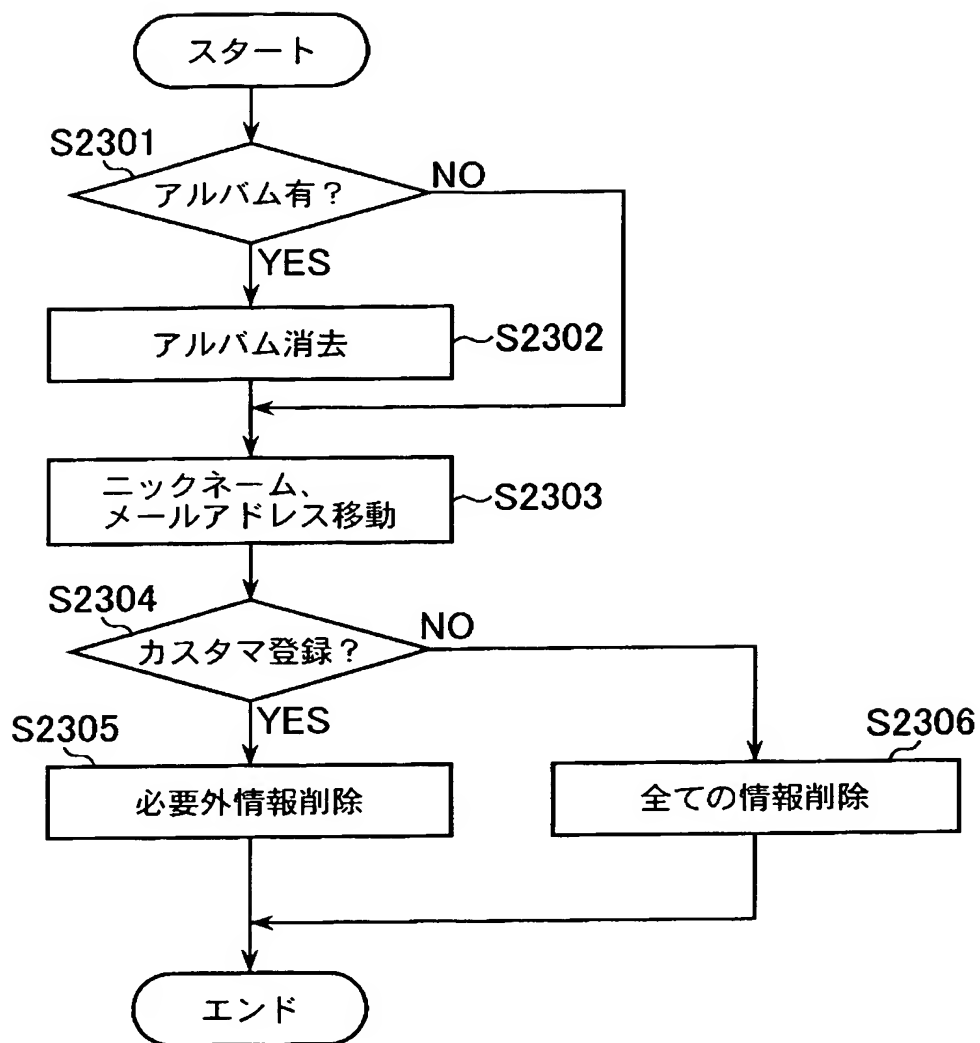 スタート
S2301
アルバム有？
NO
YES
アルバム消去
S2302
ニックネーム、
メールアドレス移動
S2303
S2304
カスタマ登録？
NO
YES
S2305
必要外情報削除
S2306
全ての情報削除
エンド